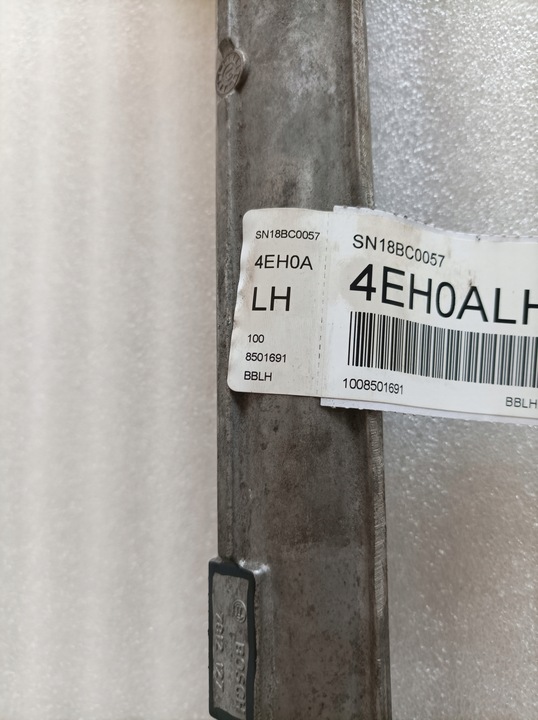 SN18BC0057
4EH0A
LH
100
8501691
BBLH
SN18BC0057
4EH0ALH
1008501691
BBLH
BOSCH